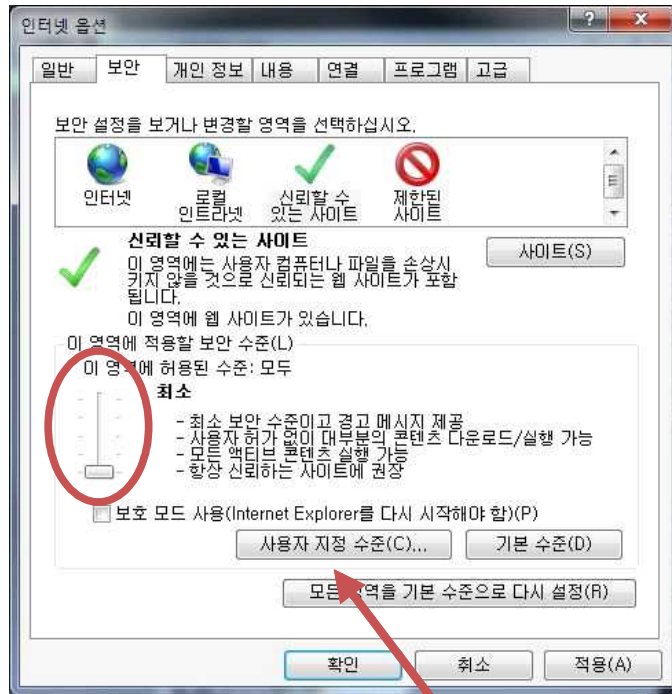 인터넷 옵션
일반 보안 개인 정보 내용 연결 프로그램 고급
보안 설정을 보거나 변경할 영역을 선택하십시오.
인터넷
로컬
인트라넷
신뢰할 수
있는 사이트
제한된
사이트
신뢰할 수 있는 사이트
사이트(S)
이 영역에는 사용자 컴퓨터나 파일을 손상시
키지 않을 것으로 신뢰되는 웹 사이트가 포함
됩니다.
이 영역에 웹 사이트가 있습니다.
이 영역에 적용할 보안 수준(L)
이 영역에 허용된 수준: 모두
최소
- 최소 보안 수준이고 경고 메시지 제공
- 사용자 허가 없이 대부분의 콘텐츠 다운로드/실행 가능
- 모든 액티브 콘텐츠 실행 가능
- 항상 신뢰하는 사이트에 권장
보호 모드 사용(Internet Explorer를 다시 시작해야 함)(P)
사용자 지정 수준(C)... 기본 수준(D)
모든 영역을 기본 수준으로 다시 설정(R)
확인 취소 적용(A)